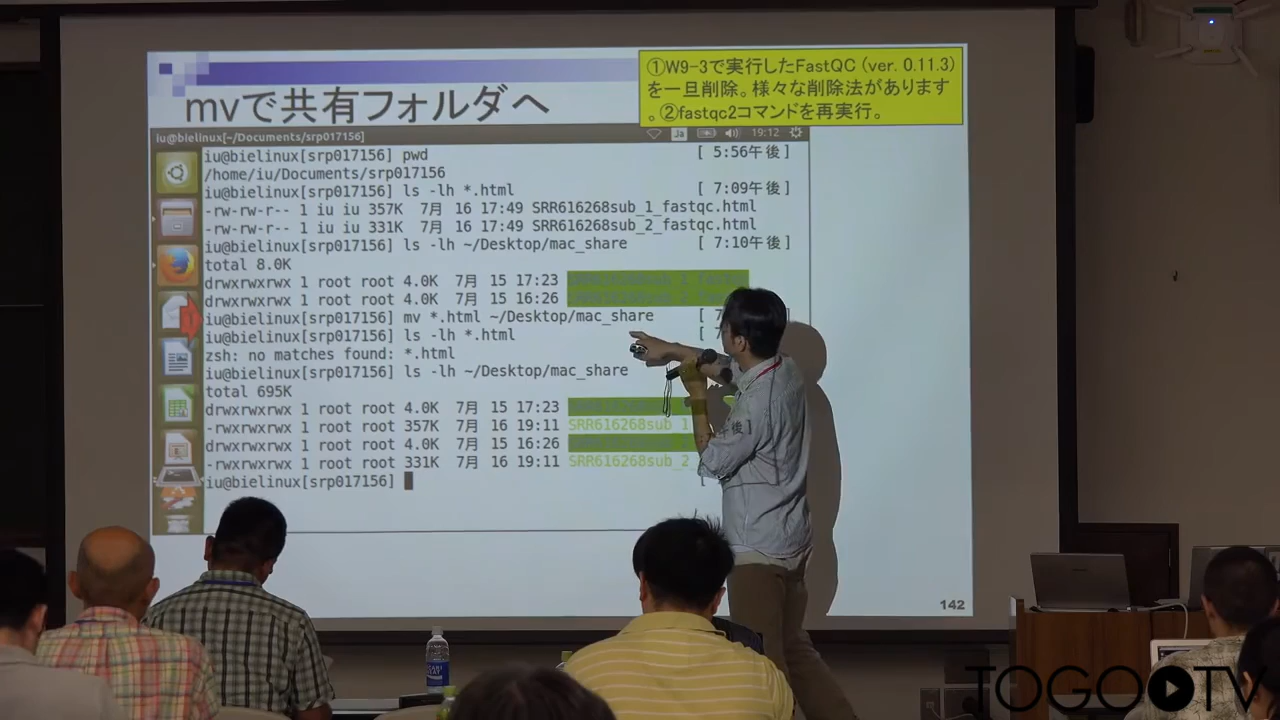 ①W9-3で実行したFastQC (ver. 0.11.3)
を一旦削除。様々な削除法があります
。②fastqc2コマンドを再実行。
mvで共有フォルダへ
iu@bielinux[~/Documents/srp017156]
Ja 19:12
iu@bielinux[srp017156] pwd [ 5:56午後]
/home/iu/Documents/srp017156
iu@bielinux[srp017156] ls -lh *.html [ 7:09午後]
-rw-rw-r-- 1 iu iu 357K 7月 16 17:49 SRR616268sub_1_fastqc.html
-rw-rw-r-- 1 iu iu 331K 7月 16 17:49 SRR616268sub_2_fastqc.html
iu@bielinux[srp017156] ls -lh ~/Desktop/mac_share [ 7:10午後]
total 8.0K
drwxrwxrwx 1 root root 4.0K 7月 15 17:23
drwxrwxrwx 1 root root 4.0K 7月 15 16:26
iu@bielinux[srp017156] mv *.html ~/Desktop/mac_share [ 7
iu@bielinux[srp017156] ls -lh *.html [ 7
zsh: no matches found: *.html
iu@bielinux[srp017156] ls -lh ~/Desktop/mac_share
total 695K
drwxrwxrwx 1 root root 4.0K 7月 15 17:23
-rwxrwxrwx 1 root root 357K 7月 16 19:11 SRR616268sub_1
午後]
drwxrwxrwx 1 root root 4.0K 7月 15 16:26
-rwxrwxrwx 1 root root 331K 7月 16 19:11 SRR616268sub_2
iu@bielinux[srp017156] [
142
TOGOTV